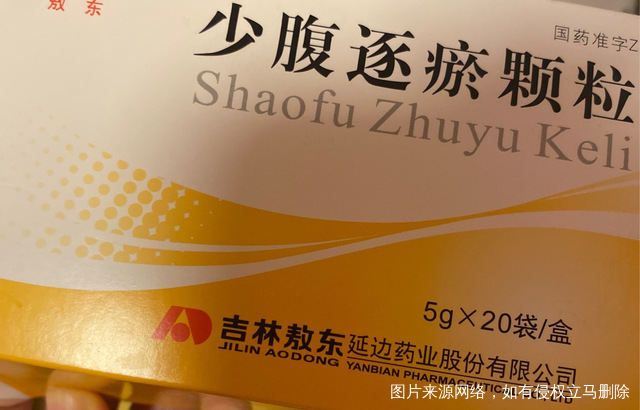 敖东
国药准字Z
少腹逐瘀颗粒
Shaofu Zhuyu Keli
5g×20袋/盒
吉林敖东
JILIN AODONG
延边药业股份有限公司
YANBIAN PHARMACEUTICAL
图片来源网络，如有侵权立马删除